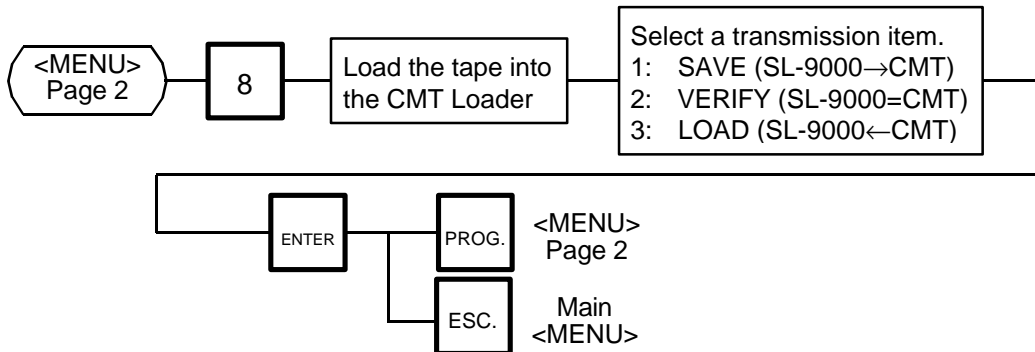 <MENU>
Page 2
8
Load the tape into
the CMT Loader
Select a transmission item.
1: SAVE (SL-9000→CMT)
2: VERIFY (SL-9000=CMT)
3: LOAD (SL-9000←CMT)
ENTER
PROG.
<MENU>
Page 2
ESC.
Main
<MENU>